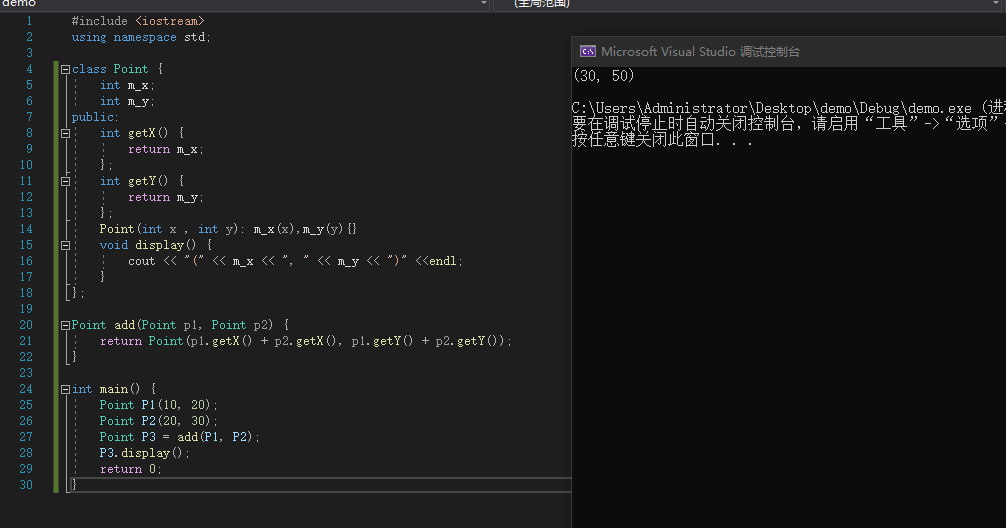 demo (全局范围)
1 #include <iostream>
2 using namespace std;
3
4 class Point {
5 int m_x;
6 int m_y;
7 public:
8 int getX() {
9 return m_x;
10 };
11 int getY() {
12 return m_y;
13 };
14 Point(int x , int y): m_x(x),m_y(y){}
15 void display() {
16 cout << "(" << m_x << ", " << m_y << ")" <<endl;
17 }
18 };
19
20 Point add(Point p1, Point p2) {
21 return Point(p1.getX() + p2.getX(), p1.getY() + p2.getY());
22 }
23
24 int main() {
25 Point P1(10, 20);
26 Point P2(20, 30);
27 Point P3 = add(P1, P2);
28 P3.display();
29 return 0;
30 }
Microsoft Visual Studio 调试控制台
(30, 50)
C:\Users\Administrator\Desktop\demo\Debug\demo.exe (进程
要在调试停止时自动关闭控制台，请启用“工具”->“选项”
按任意键关闭此窗口. . .